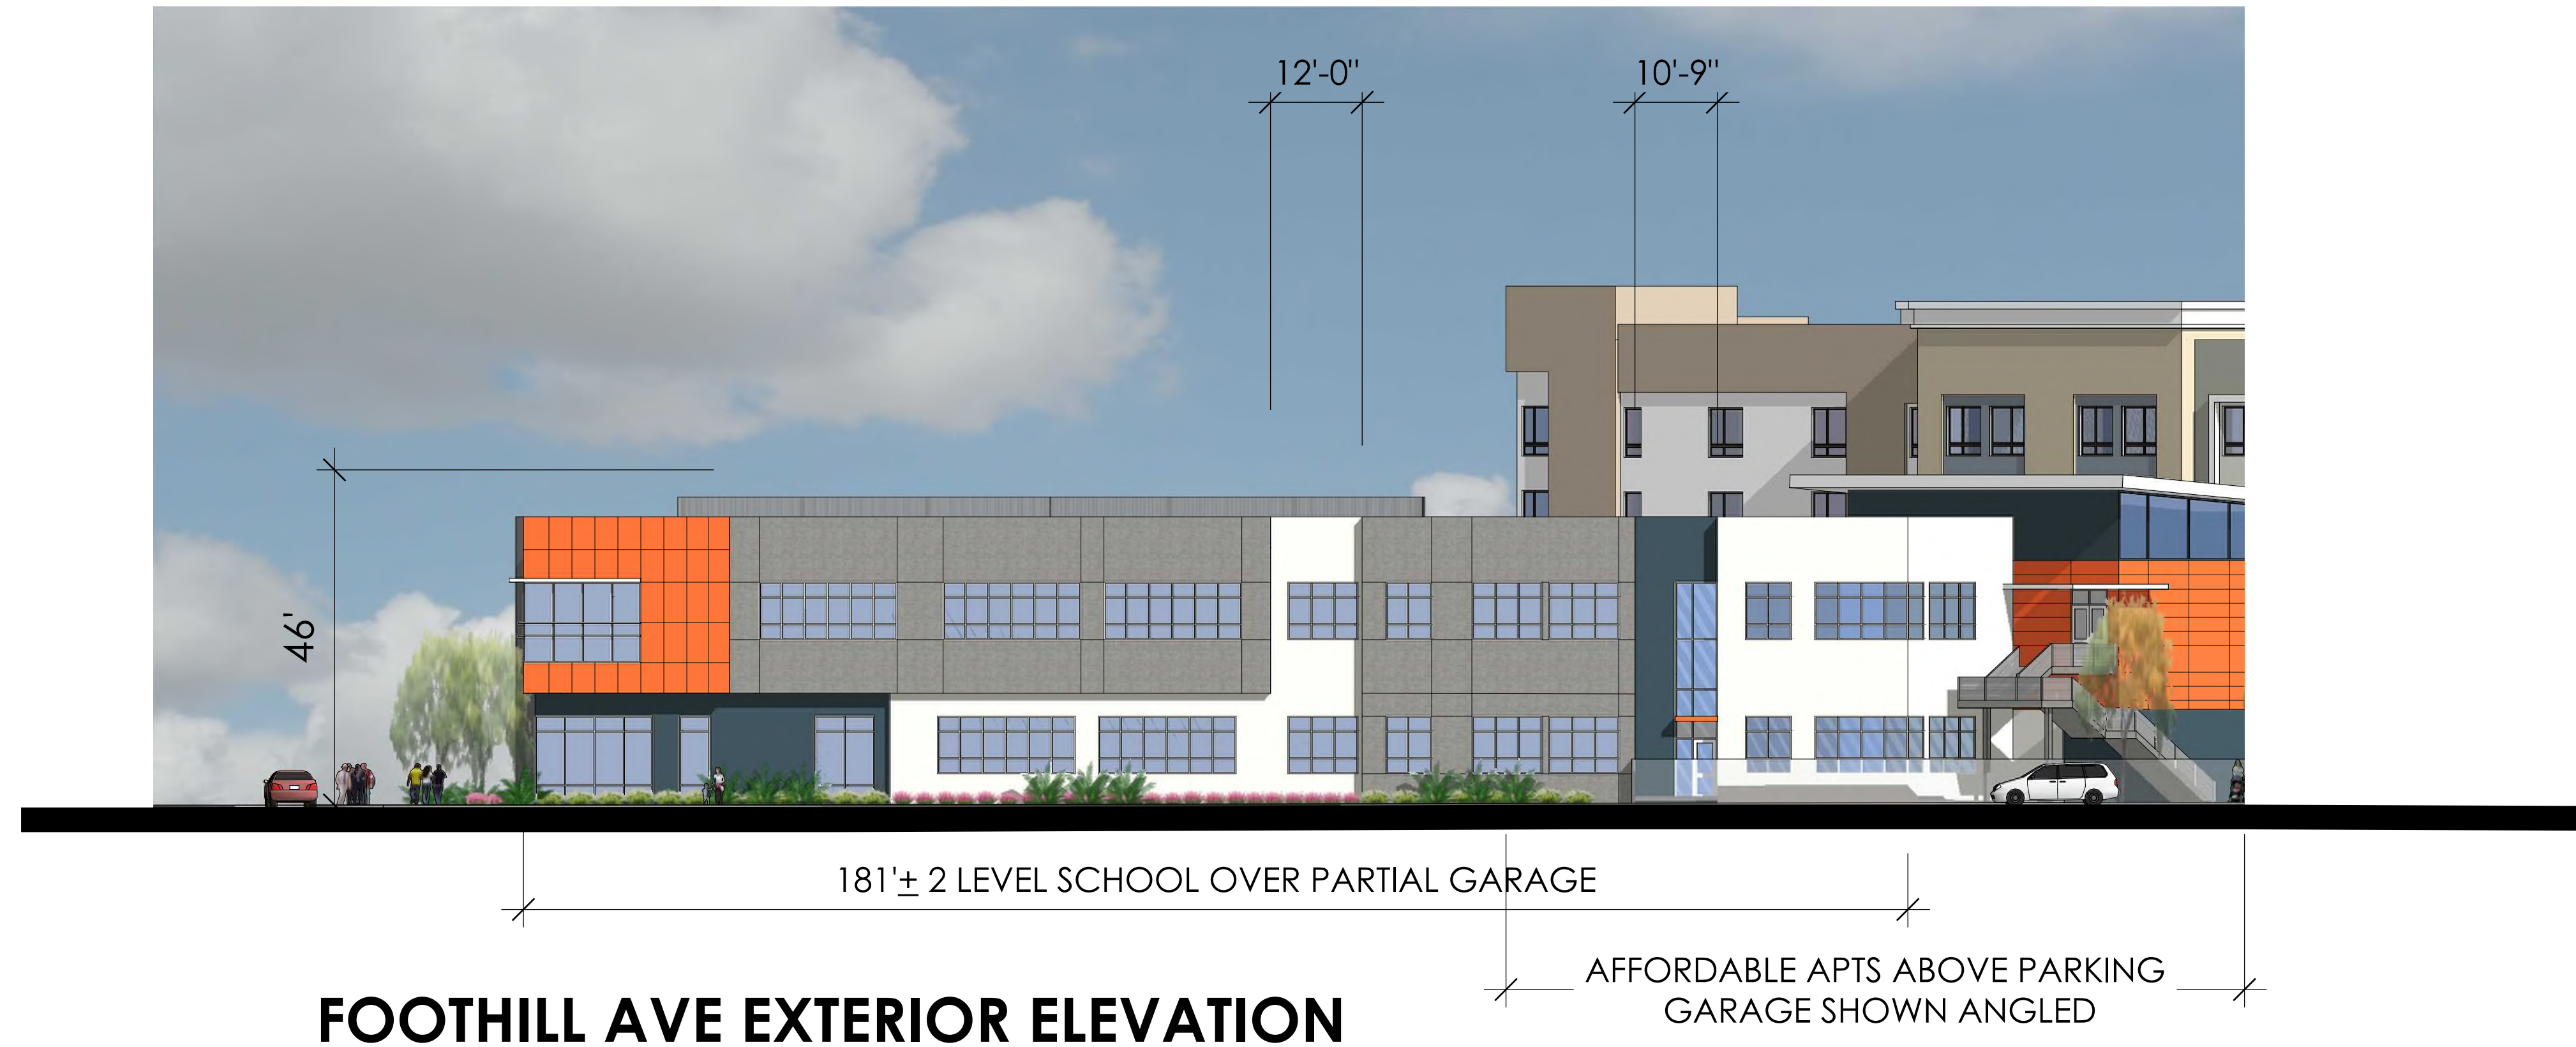 12'-0"
10'-9"
46'
181'± 2 LEVEL SCHOOL OVER PARTIAL GARAGE
AFFORDABLE APTS ABOVE PARKING
GARAGE SHOWN ANGLED
FOOTHILL AVE EXTERIOR ELEVATION